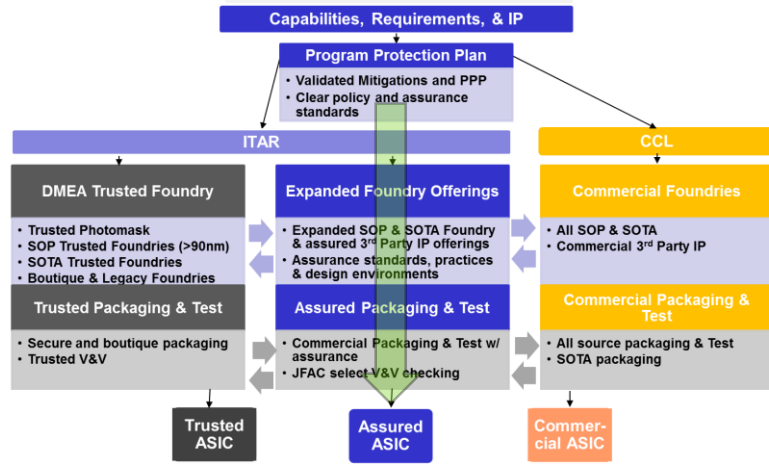 Capabilities, Requirements, & IP
Program Protection Plan
• Validated Mitigations and PPP
• Clear policy and assurance
standards
ITAR
CCL
DMEA Trusted Foundry
• Trusted Photomask
• SOP Trusted Foundries (>90nm)
• SOTA Trusted Foundries
• Boutique & Legacy Foundries
Expanded Foundry Offerings
• Expanded SOP & SOTA Foundry
& assured 3rd Party IP offerings
• Assurance standards, practices
& design environments
Commercial Foundries
• All SOP & SOTA
• Commercial 3rd Party IP
Trusted Packaging & Test
• Secure and boutique packaging
• Trusted V&V
Assured Packaging & Test
• Commercial Packaging & Test w/
assurance
• JFAC select V&V checking
Commercial Packaging &
Test
• All source packaging & Test
• SOTA packaging
Trusted
ASIC
Assured
ASIC
Commer-
cial ASIC